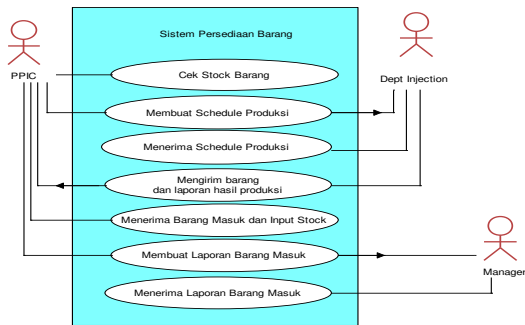 Sistem Persediaan Barang
PPIC
Cek Stock Barang
Dept Injection
Membuat Schedule Produksi
Menerima Schedule Produksi
Mengirim barang
dan laporan hasil produksi
Menerima Barang Masuk dan Input Stock
Membuat Laporan Barang Masuk
Manager
Menerima Laporan Barang Masuk